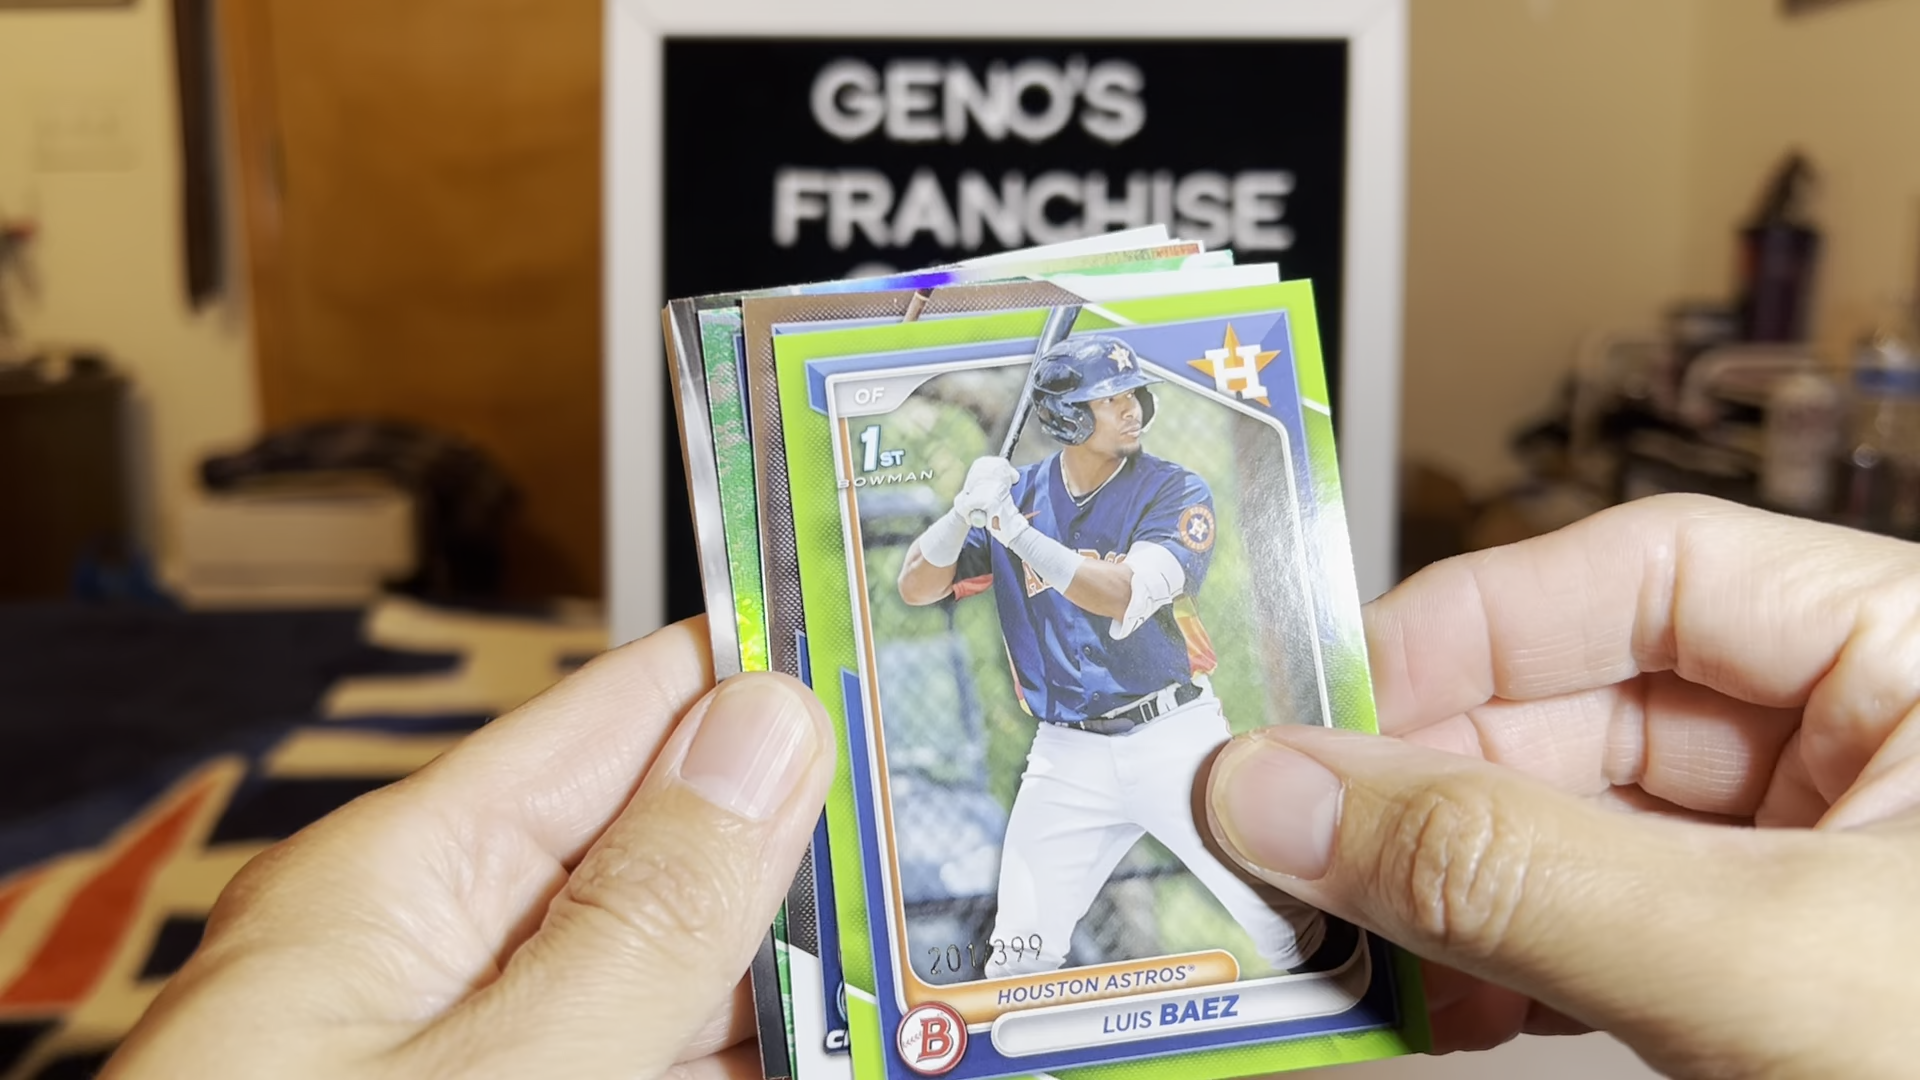 GENO'S
FRANCHISE
OF
1ST
BOWMAN
H
201/399
HOUSTON ASTROS®
LUIS BAEZ
B